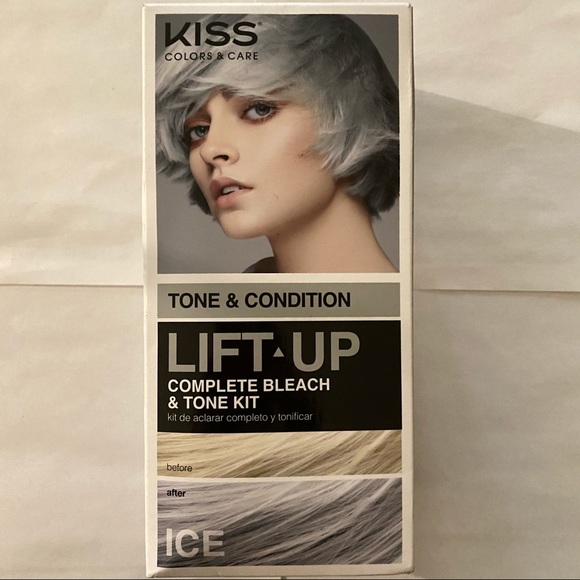 KISS®
COLORS & CARE
TONE & CONDITION
LIFT▲UP
COMPLETE BLEACH
& TONE KIT
kit de aclarar completo y tonificar
before
after
ICE